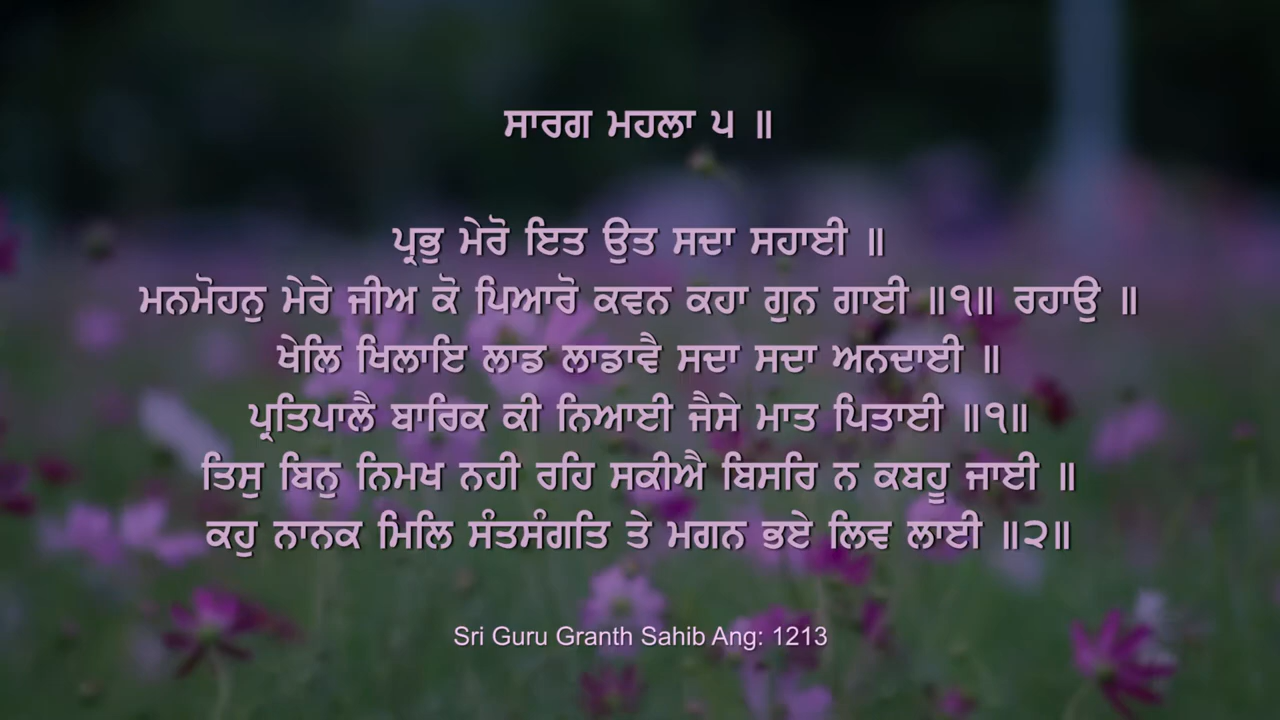 ਸਾਰਗ ਮਹਲਾ ੫ ॥
ਪ੍ਰਭੁ ਮੇਰੋ ਇਤ ਉਤ ਸਦਾ ਸਹਾਈ ॥
ਮਨਮੋਹਨੁ ਮੇਰੇ ਜੀਅ ਕੋ ਪਿਆਰੋ ਕਵਨ ਕਹਾ ਗੁਨ ਗਾਈ ॥੧॥ ਰਹਾਉ ॥
ਖੇਲਿ ਖਿਲਾਇ ਲਾਡ ਲਾਡਾਵੈ ਸਦਾ ਸਦਾ ਅਨਦਾਈ ॥
ਪ੍ਰਤਿਪਾਲੈ ਬਾਰਿਕ ਕੀ ਨਿਆਈ ਜੈਸੇ ਮਾਤ ਪਿਤਾਈ ॥੧॥
ਤਿਸੁ ਬਿਨੁ ਨਿਮਖ ਨਹੀ ਰਹਿ ਸਕੀਐ ਬਿਸਰਿ ਨ ਕਬਹੂ ਜਾਈ ॥
ਕਹੁ ਨਾਨਕ ਮਿਲਿ ਸੰਤਸੰਗਤਿ ਤੇ ਮਗਨ ਭਏ ਲਿਵ ਲਾਈ ॥੨॥
Sri Guru Granth Sahib Ang: 1213